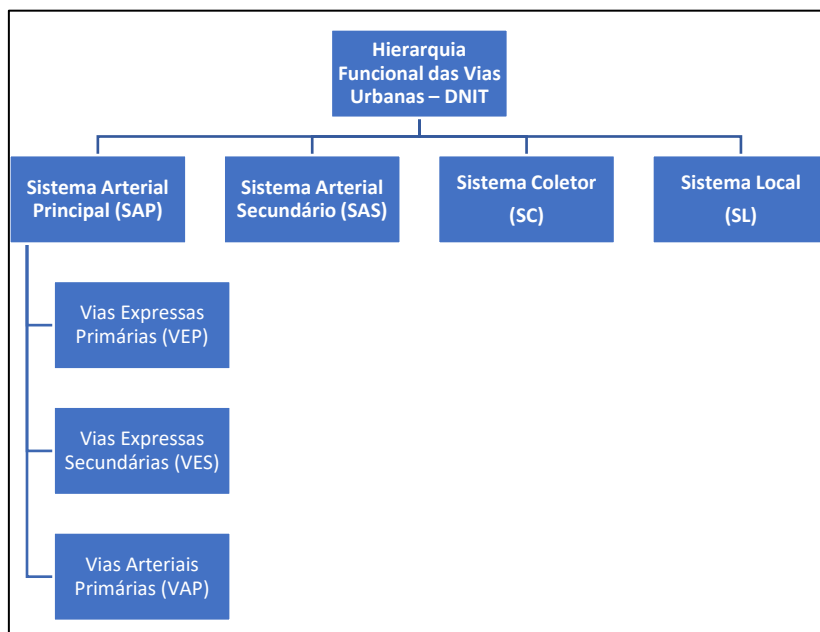 Hierarquia
Funcional das Vias
Urbanas – DNIT
Sistema Arterial
Principal (SAP)
Sistema Arterial
Secundário (SAS)
Sistema Coletor
(SC)
Sistema Local
(SL)
Vias Expressas
Primárias (VEP)
Vias Expressas
Secundárias (VES)
Vias Arteriais
Primárias (VAP)